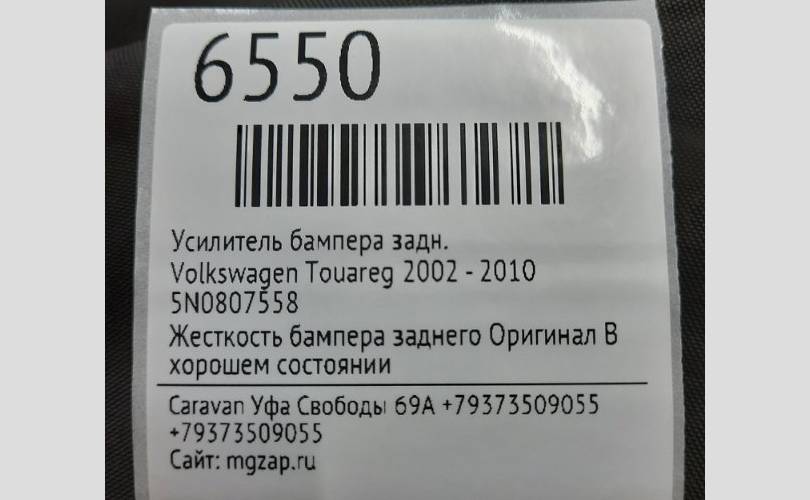 6550
Усилитель бампера задн.
Volkswagen Touareg 2002 - 2010
5N0807558
Жесткость бампера заднего Оригинал В
хорошем состоянии
Caravan Уфа Свободы 69А +79373509055
+79373509055
Сайт: mgzap.ru